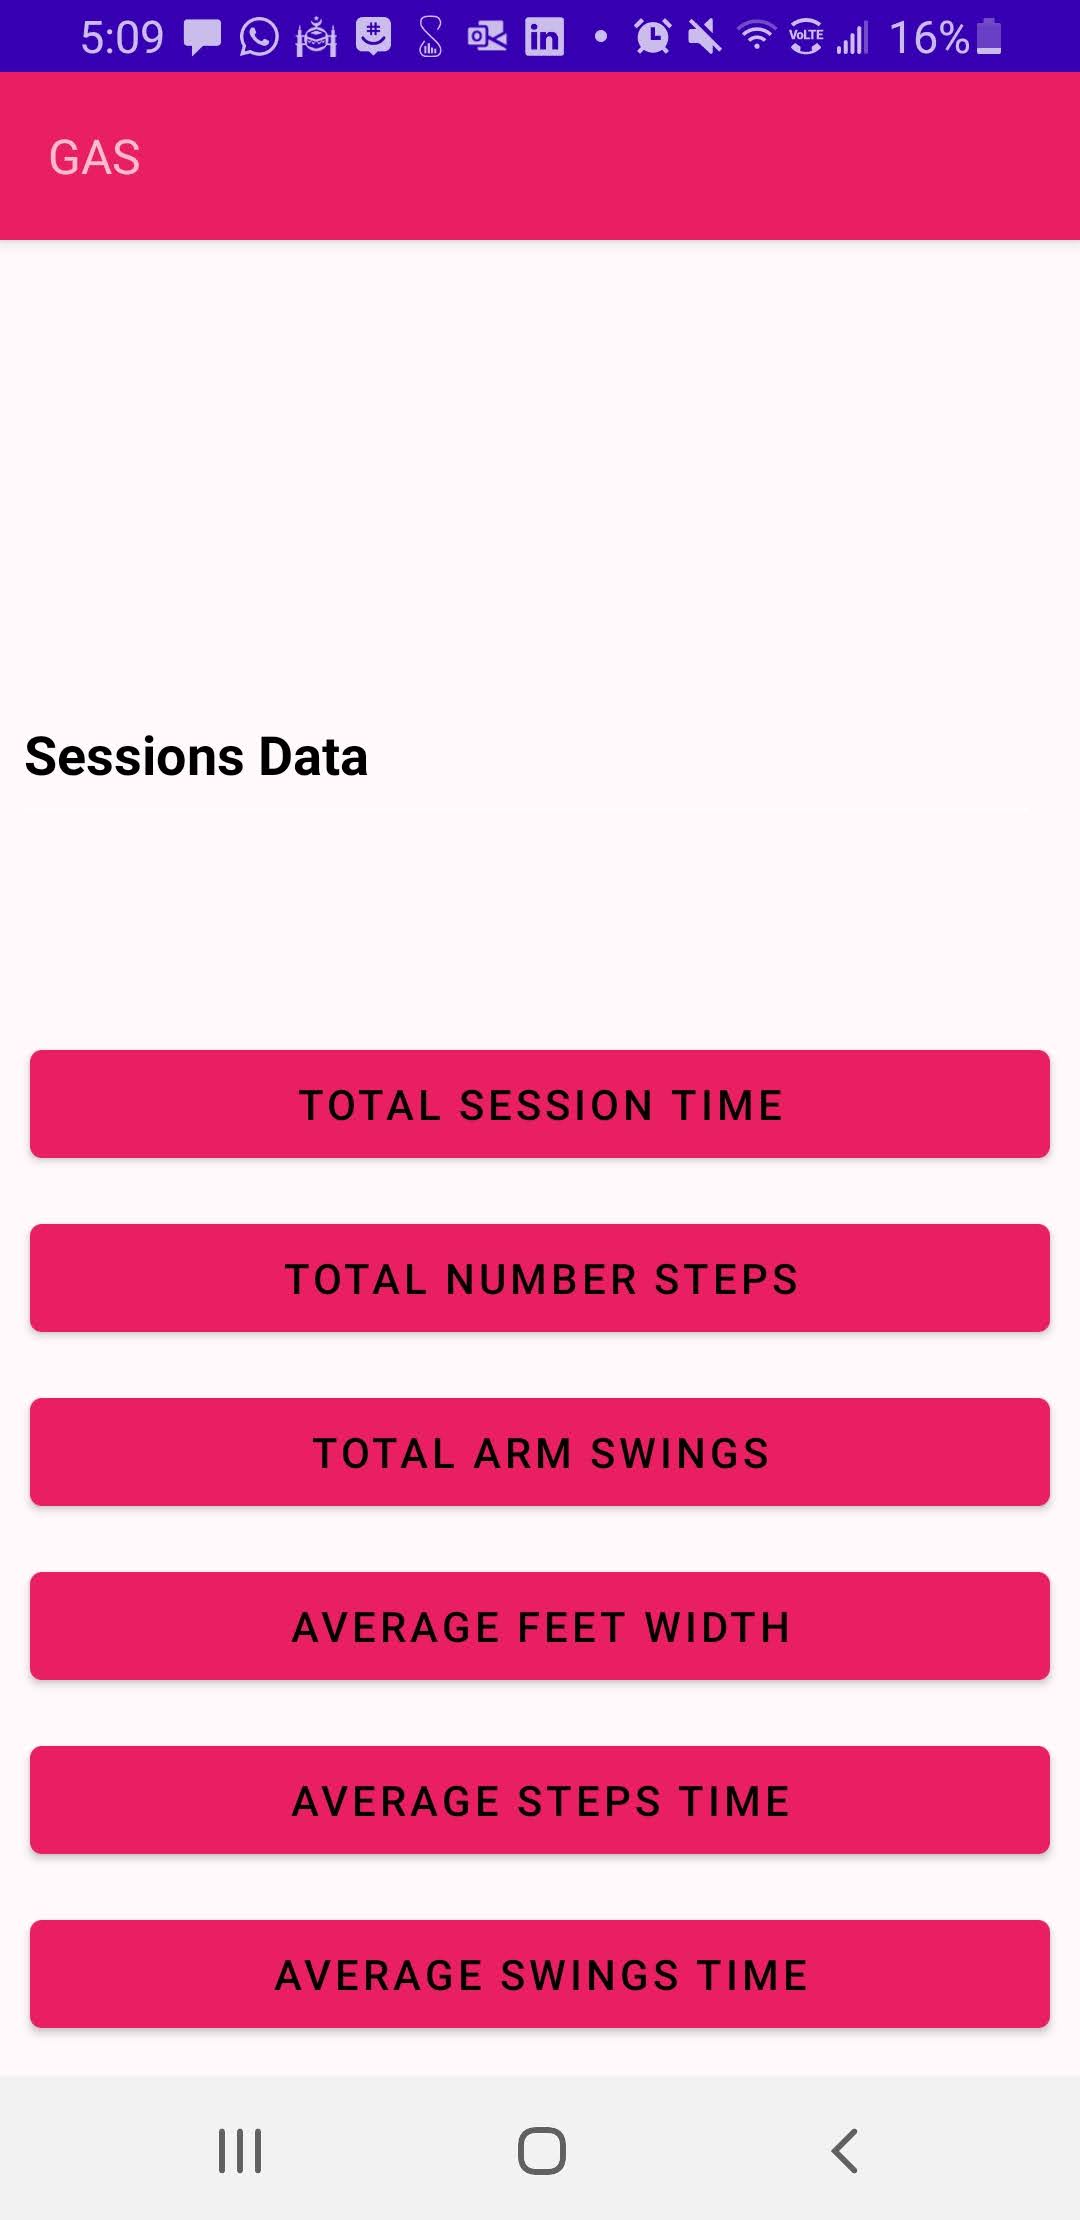 5:09 VoLTE 16%
GAS
Sessions Data
TOTAL SESSION TIME
TOTAL NUMBER STEPS
TOTAL ARM SWINGS
AVERAGE FEET WIDTH
AVERAGE STEPS TIME
AVERAGE SWINGS TIME